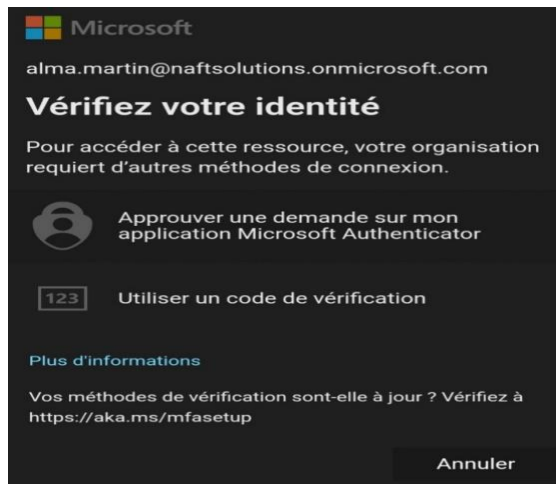 Microsoft
alma.martin@naftsolutions.onmicrosoft.com
Vérifiez votre identité
Pour accéder à cette ressource, votre organisation
requiert d'autres méthodes de connexion.
Approuver une demande sur mon
application Microsoft Authenticator
123
Utiliser un code de vérification
Plus d'informations
Vos méthodes de vérification sont-elle à jour ? Vérifiez à
https://aka.ms/mfasetup
Annuler